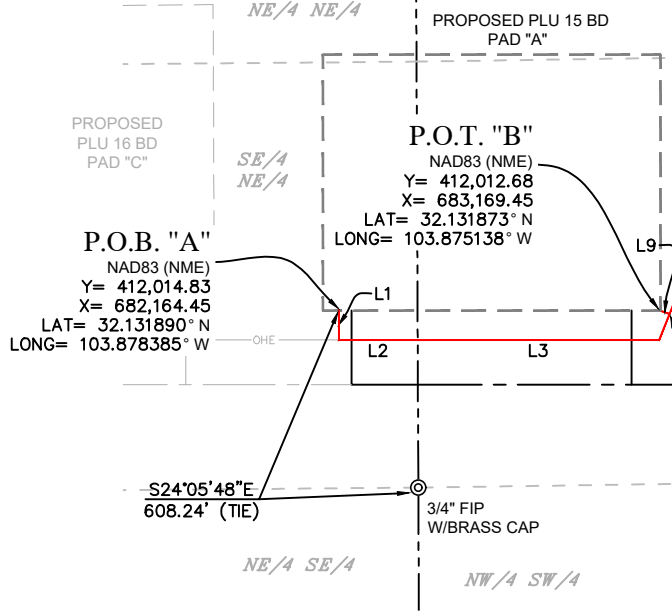 NE/4 NE/4
PROPOSED PLU 15 BD
PAD "A"
PROPOSED
PLU 16 BD
PAD "C"
SE/4
NE/4
P.O.T. "B"
NAD83 (NME)
Y= 412,012.68
X= 683,169.45
LAT= 32.131873° N
LONG= 103.875138° W
L9
P.O.B. "A"
NAD83 (NME)
Y= 412,014.83
X= 682,164.45
LAT= 32.131890° N
LONG= 103.878385° W
L1
OHE
L2
L3
S24°05'48"E
608.24' (TIE)
3/4" FIP
W/BRASS CAP
NE/4 SE/4
NW/4 SW/4